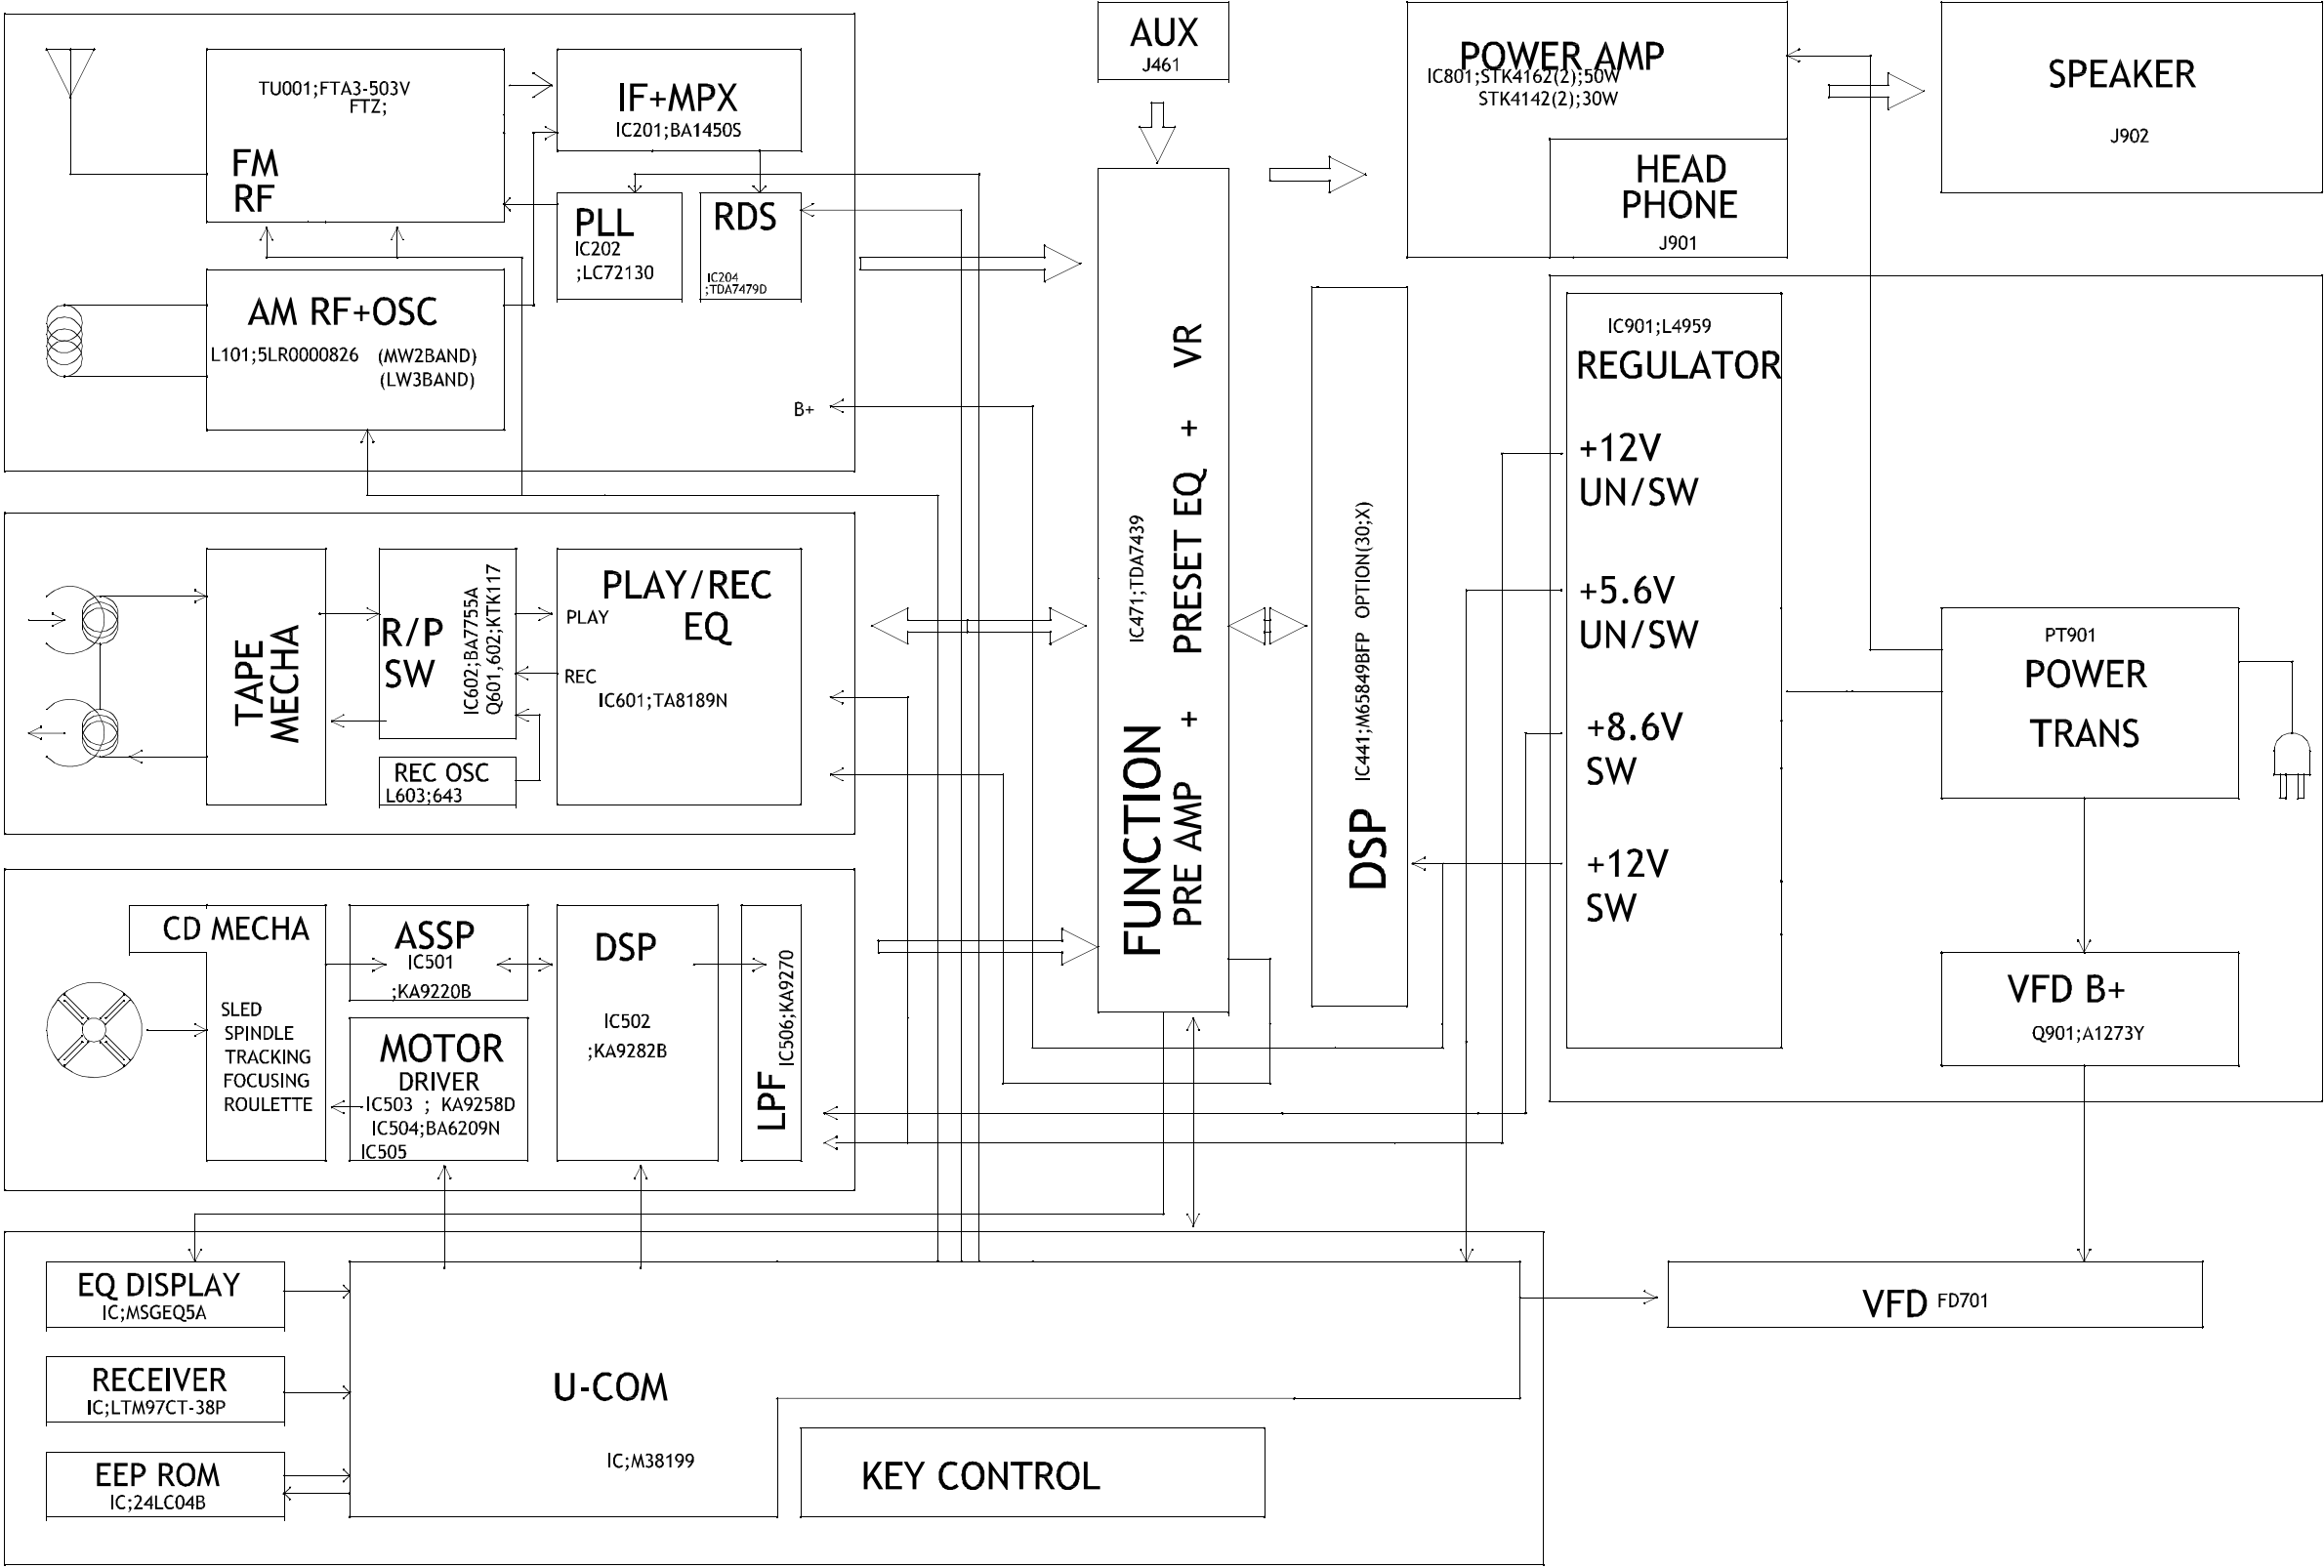 TU001;FTA3-503V
FTZ;
FM
RF
IF+MPX
IC201;BA1450S
PLL
IC202
;LC72130
RDS
IC204
;TDA7479D
AM RF+OSC
L101;5LR0000826 (MW2BAND)
(LW3BAND)
B+
AUX
J461
POWER AMP
IC801;STK4162(2);50W
STK4142(2);30W
HEAD
PHONE
J901
SPEAKER
J902
TAPE
MECHA
R/P
SW
IC602;BA7755A
Q601,602;KTK117
REC OSC
L603;643
PLAY/REC
EQ
PLAY
REC
IC601;TA8189N
FUNCTION
IC471;TDA7439
PRE AMP + PRESET EQ + VR
DSP IC441;M65849BFP OPTION(30;X)
IC901;L4959
REGULATOR
+12V
UN/SW
+5.6V
UN/SW
+8.6V
SW
+12V
SW
PT901
POWER
TRANS
VFD B+
Q901;A1273Y
CD MECHA
SLED
SPINDLE
TRACKING
FOCUSING
ROULETTE
ASSP
IC501
;KA9220B
MOTOR
DRIVER
IC503 ; KA9258D
IC504;BA6209N
IC505
DSP
IC502
;KA9282B
LPF IC506;KA9270
EQ DISPLAY
IC;MSGEQ5A
RECEIVER
IC;LTM97CT-38P
EEP ROM
IC;24LC04B
U-COM
IC;M38199
KEY CONTROL
VFD FD701